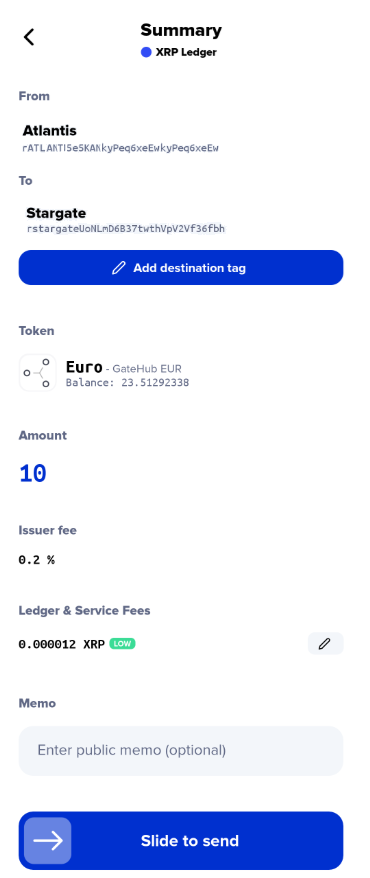 Summary
XRP Ledger
From
Atlantis
rATLANTi5e5KANkyPeq6xeEwkyPeq6xeEw
To
Stargate
rstargateUoNLmD6B37twthVpV2Vf36fbh
Add destination tag
Token
Euro - GateHub EUR
Balance: 23.51292338
Amount
10
Issuer fee
0.2 %
Ledger & Service Fees
0.000012 XRP LOW
Memo
Enter public memo (optional)
Slide to send